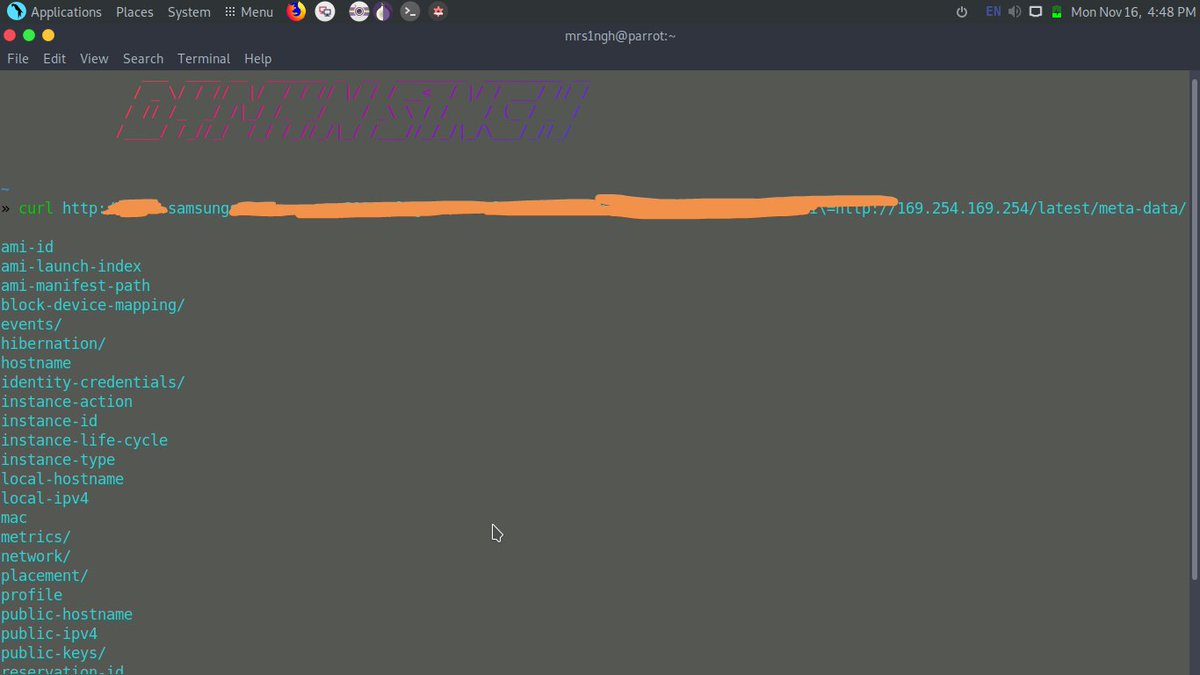 Applications Places System Menu EN Mon Nov 16, 4:48 PM
mrs1ngh@parrot:~
File Edit View Search Terminal Help
~
» curl http: samsung \=http://169.254.169.254/latest/meta-data/
ami-id
ami-launch-index
ami-manifest-path
block-device-mapping/
events/
hibernation/
hostname
identity-credentials/
instance-action
instance-id
instance-life-cycle
instance-type
local-hostname
local-ipv4
mac
metrics/
network/
placement/
profile
public-hostname
public-ipv4
public-keys/
reservation-id